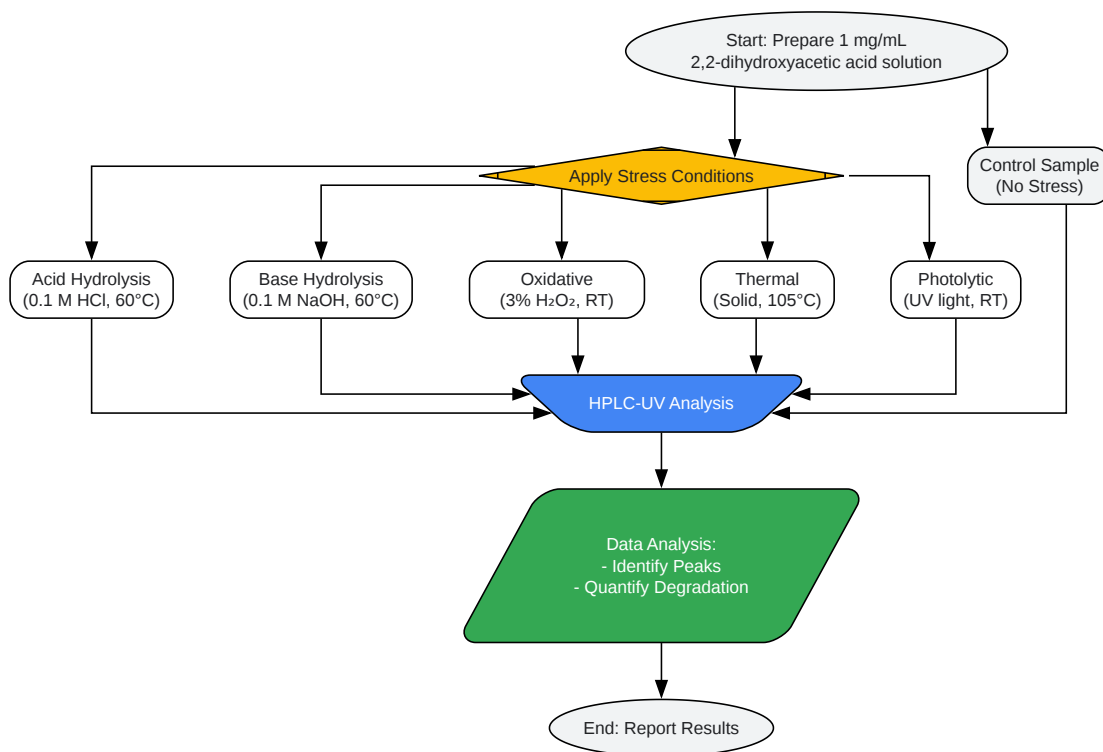 Start: Prepare 1 mg/mL
2,2-dihydroxyacetic acid solution
Control Sample
(No Stress)
Apply Stress Conditions
Acid Hydrolysis
(0.1 M HCl, 60°C)
Base Hydrolysis
(0.1 M NaOH, 60°C)
Oxidative
(3% H₂O₂, RT)
Thermal
(Solid, 105°C)
Photolytic
(UV light, RT)
HPLC-UV Analysis
Data Analysis:
- Identify Peaks
- Quantify Degradation
End: Report Results